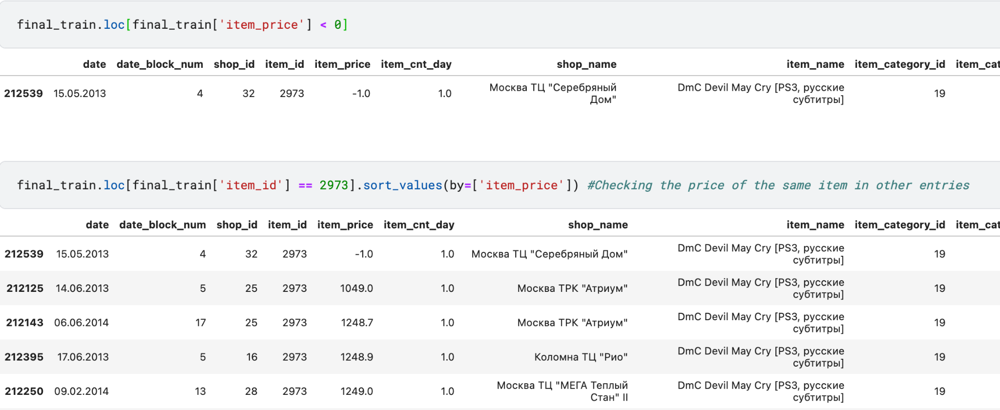 final_train.loc[final_train['item_price'] < 0]
date date_block_num shop_id item_id item_price item_cnt_day shop_name item_name item_category_id item_cat
212539 15.05.2013 4 32 2973 -1.0 1.0 Москва ТЦ "Серебряный Дом" DmC Devil May Cry [PS3, русские субтитры] 19
final_train.loc[final_train['item_id'] == 2973].sort_values(by=['item_price']) #Checking the price of the same item in other entries
date date_block_num shop_id item_id item_price item_cnt_day shop_name item_name item_category_id item_cat
212539 15.05.2013 4 32 2973 -1.0 1.0 Москва ТЦ "Серебряный Дом" DmC Devil May Cry [PS3, русские субтитры] 19
212125 14.06.2013 5 25 2973 1049.0 1.0 Москва ТРК "Атриум" DmC Devil May Cry [PS3, русские субтитры] 19
212143 06.06.2014 17 25 2973 1248.7 1.0 Москва ТРК "Атриум" DmC Devil May Cry [PS3, русские субтитры] 19
212395 17.06.2013 5 16 2973 1248.9 1.0 Коломна ТЦ "Рио" DmC Devil May Cry [PS3, русские субтитры] 19
212250 09.02.2014 13 28 2973 1249.0 1.0 Москва ТЦ "МЕГА Теплый Стан" II DmC Devil May Cry [PS3, русские субтитры] 19